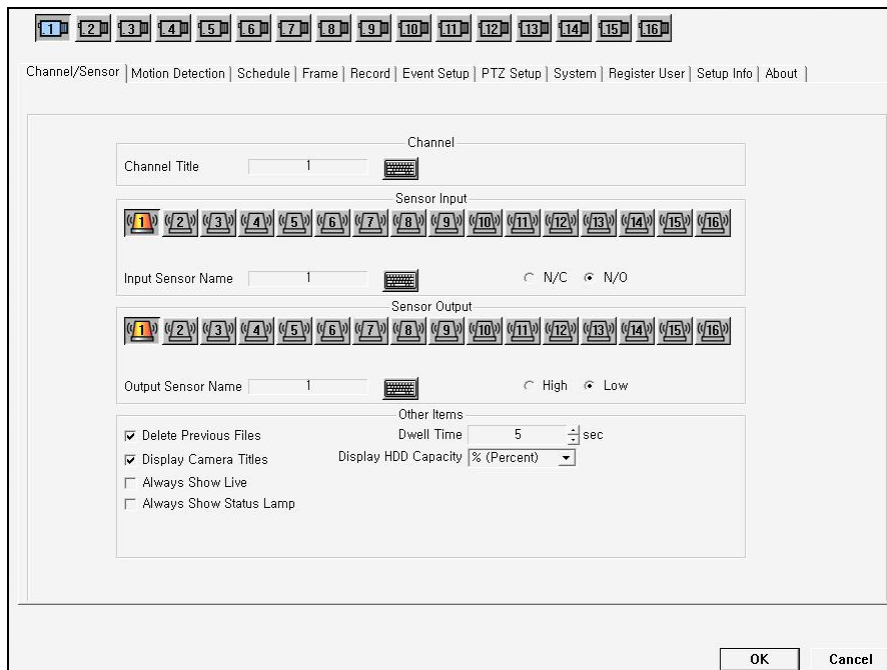 1 2 3 4 5 6 7 8 9 10 11 12 13 14 15 16
Channel/Sensor | Motion Detection | Schedule | Frame | Record | Event Setup | PTZ Setup | System | Register User | Setup Info | About |
Channel
Channel Title 1
Sensor Input
1 2 3 4 5 6 7 8 9 10 11 12 13 14 15 16
Input Sensor Name 1 N/C N/O
Sensor Output
1 2 3 4 5 6 7 8 9 10 11 12 13 14 15 16
Output Sensor Name 1 High Low
Other Items
Delete Previous Files Dwell Time 5 sec
Display Camera Titles Display HDD Capacity % (Percent)
Always Show Live
Always Show Status Lamp
OK Cancel